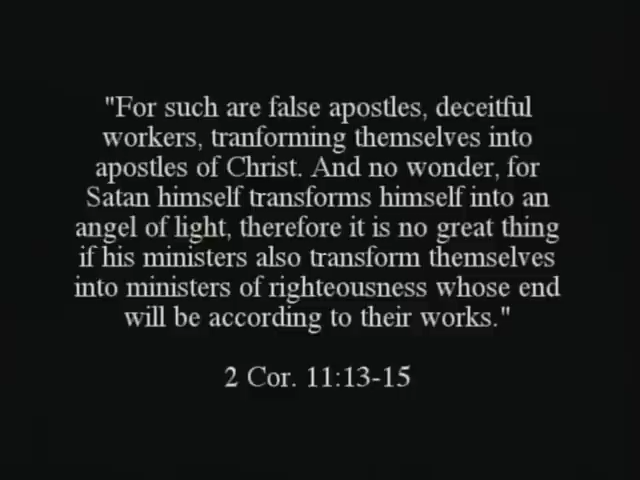 "For such are false apostles, deceitful
workers, tranforming themselves into
apostles of Christ. And no wonder, for
Satan himself transforms himself into an
angel of light, therefore it is no great thing
if his ministers also transform themselves
into ministers of righteousness whose end
will be according to their works."
2 Cor. 11:13-15